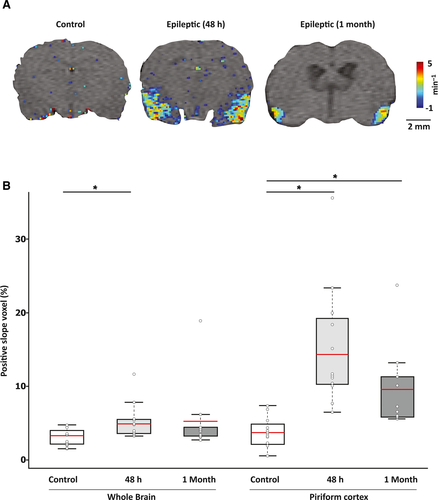 A
Control
Epileptic (48 h)
Epileptic (1 month)
5
-1
min⁻¹
2 mm
B
*
*
*
Positive slope voxel (%)
30
20
10
0
Control
48 h
1 Month
Control
48 h
1 Month
Whole Brain
Piriform cortex